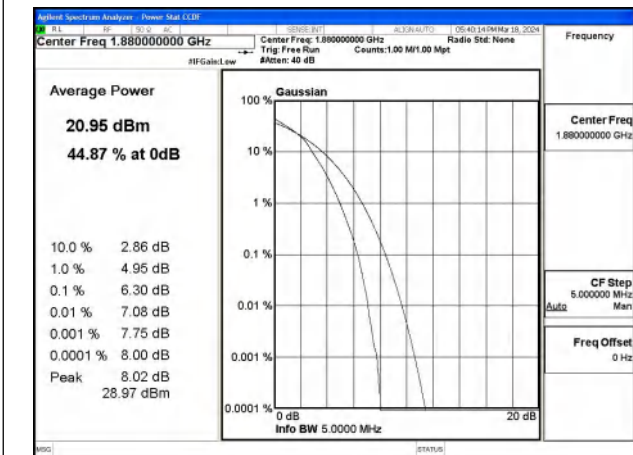 Agilent Spectrum Analyzer - Power Stat CCDF
RL RF 50 Ω AC SENSE:INT ALIGN AUTO 05:40:14 PM Mar 18, 2024
Center Freq 1.880000000 GHz
Center Freq: 1.880000000 GHz Radio Std: None
Trig: Free Run Counts:1.00 M/1.00 Mpt
#IFGain:Low #Atten: 40 dB
Frequency
Average Power
20.95 dBm
44.87 % at 0dB
10.0 % 2.86 dB
1.0 % 4.95 dB
0.1 % 6.30 dB
0.01 % 7.08 dB
0.001 % 7.75 dB
0.0001 % 8.00 dB
Peak 8.02 dB
28.97 dBm
Gaussian
100 %
10 %
1 %
0.1 %
0.01 %
0.001 %
0.0001 %
0 dB 20 dB
Info BW 5.0000 MHz
Center Freq
1.880000000 GHz
CF Step
5.000000 MHz
Auto Man
Freq Offset
0 Hz
MSG STATUS